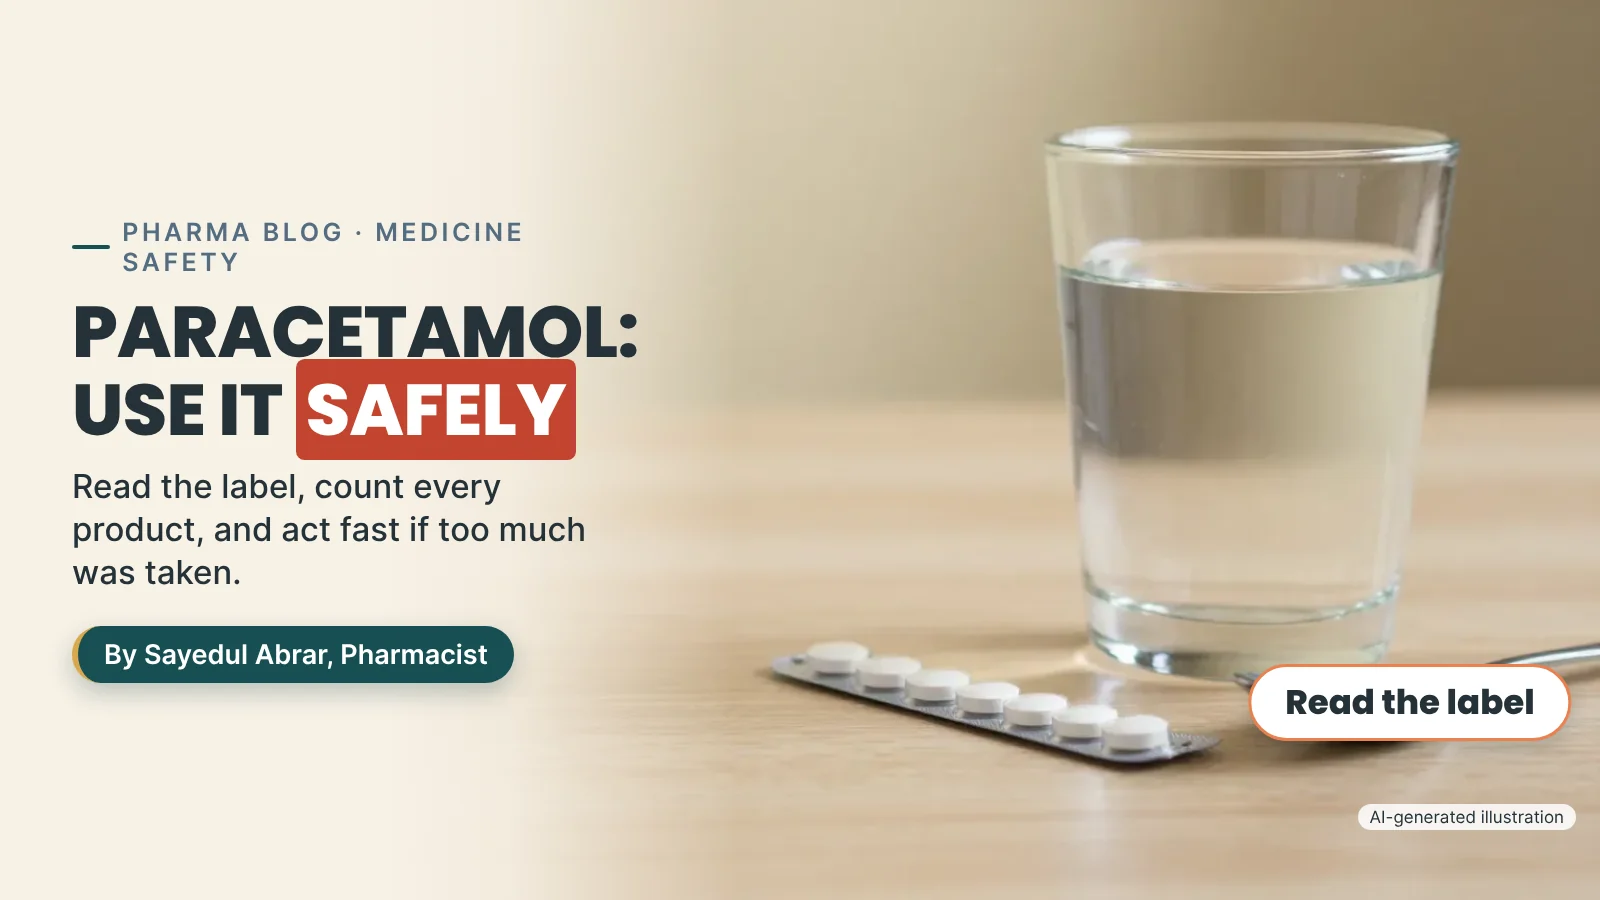 PHARMA BLOG · MEDICINE
SAFETY
PARACETAMOL:
USE IT SAFELY
Read the label, count every
product, and act fast if too much
was taken.
By Sayedul Abrar, Pharmacist
Read the label
AI-generated illustration